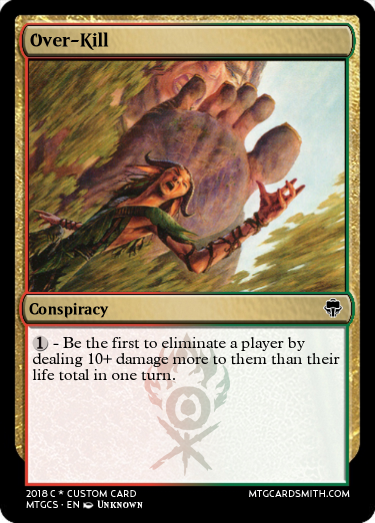 Over-Kill
Conspiracy
1 - Be the first to eliminate a player by
dealing 10+ damage more to them than their
life total in one turn.
2018 C * CUSTOM CARD
MTGCS · EN Unknown
MTGCARDSMITH.COM